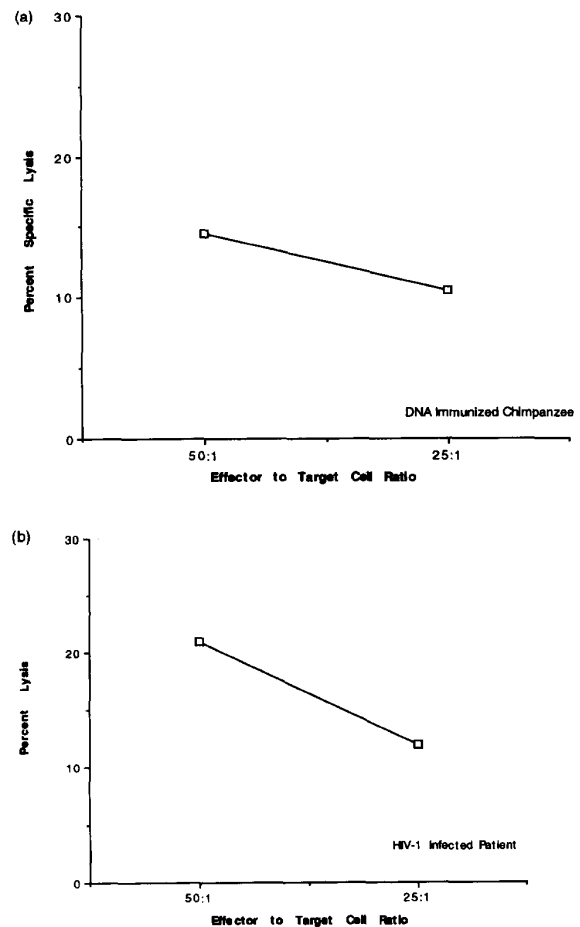 (a)
30
20
10
0
Percent Specific Lysis
DNA Immunized Chimpanzee
50:1
25:1
Effector to Target Cell Ratio
(b)
30
20
10
0
Percent Lysis
HIV-1 Infected Patient
50:1
25:1
Effector to Target Cell Ratio